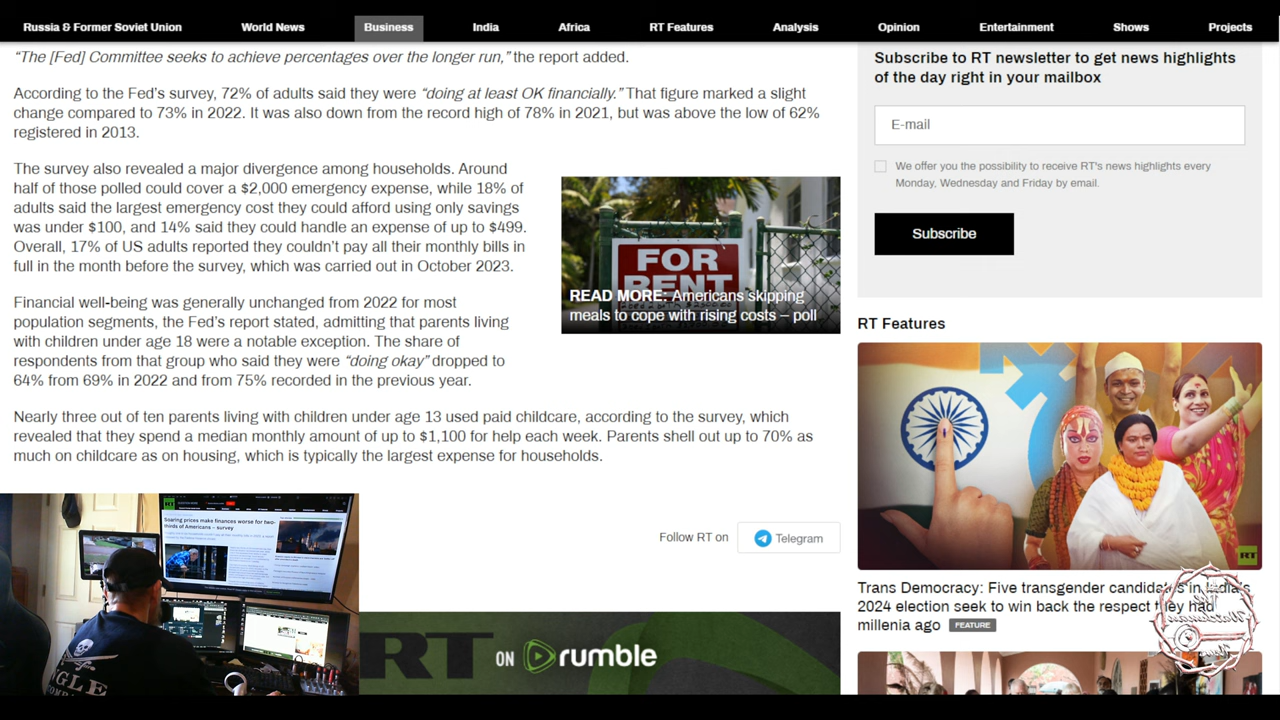 Russia & Former Soviet Union World News Business India Africa RT Features Analysis Opinion Entertainment Shows Projects
“The [Fed] Committee seeks to achieve percentages over the longer run,” the report added.
According to the Fed's survey, 72% of adults said they were “doing at least OK financially.” That figure marked a slight
change compared to 73% in 2022. It was also down from the record high of 78% in 2021, but was above the low of 62%
registered in 2013.
The survey also revealed a major divergence among households. Around
half of those polled could cover a $2,000 emergency expense, while 18% of
adults said the largest emergency cost they could afford using only savings
was under $100, and 14% said they could handle an expense of up to $499.
Overall, 17% of US adults reported they couldn't pay all their monthly bills in
full in the month before the survey, which was carried out in October 2023.
FOR
RENT
READ MORE: Americans skipping
meals to cope with rising costs – poll
Financial well-being was generally unchanged from 2022 for most
population segments, the Fed's report stated, admitting that parents living
with children under age 18 were a notable exception. The share of
respondents from that group who said they were “doing okay” dropped to
64% from 69% in 2022 and from 75% recorded in the previous year.
Nearly three out of ten parents living with children under age 13 used paid childcare, according to the survey, which
revealed that they spend a median monthly amount of up to $1,100 for help each week. Parents shell out up to 70% as
much on childcare as on housing, which is typically the largest expense for households.
Follow RT on Telegram
RT ON rumble
Soaring prices make finances worse for two-
thirds of Americans – survey
Subscribe to RT newsletter to get news highlights
of the day right in your mailbox
E-mail
We offer you the possibility to receive RT's news highlights every
Monday, Wednesday and Friday by email.
Subscribe
RT Features
RT
Trans Democracy: Five transgender candidates in India's
2024 election seek to win back the respect they had
millenia ago FEATURE